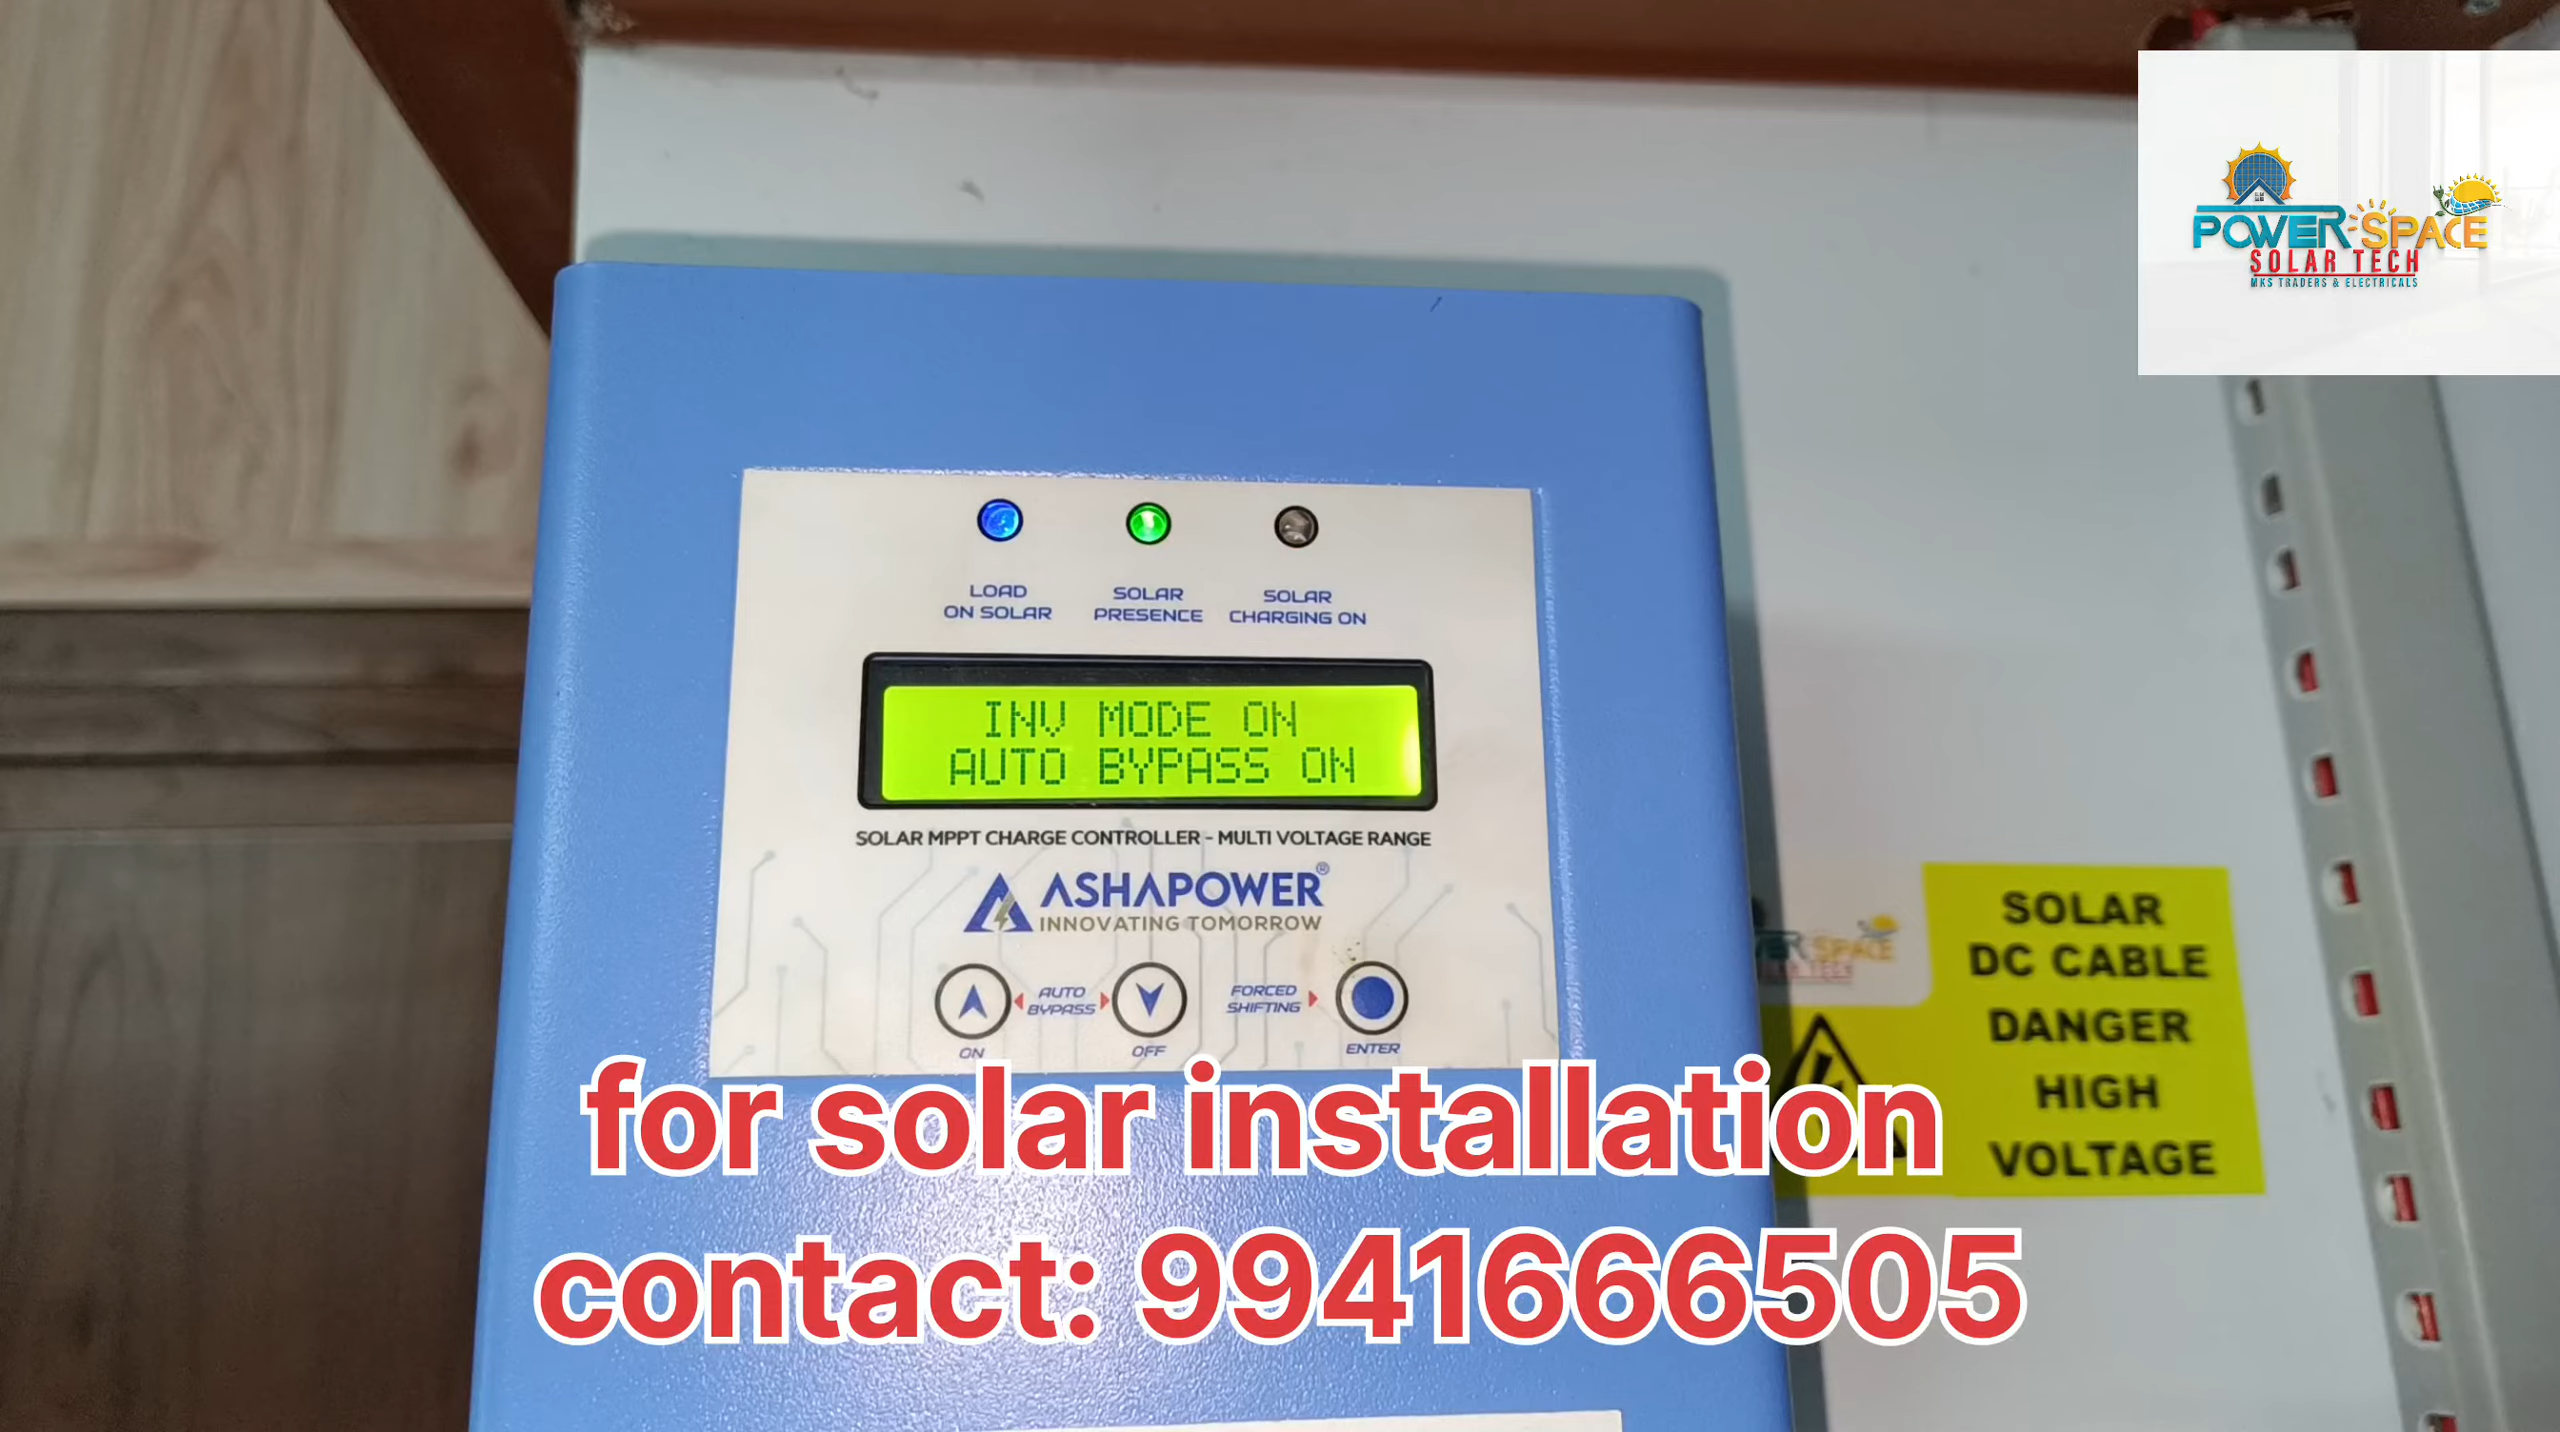 POWER SPACE
SOLAR TECH
MKS TRADERS & ELECTRICALS
LOAD
ON SOLAR
SOLAR
PRESENCE
SOLAR
CHARGING ON
INV MODE ON
AUTO BYPASS ON
SOLAR MPPT CHARGE CONTROLLER - MULTI VOLTAGE RANGE
ASHAPOWER®
INNOVATING TOMORROW
AUTO
BYPASS
FORCED
SHIFTING
ON
OFF
ENTER
SPACE
SOLAR
DC CABLE
DANGER
HIGH
VOLTAGE
for solar installation
contact: 9941666505